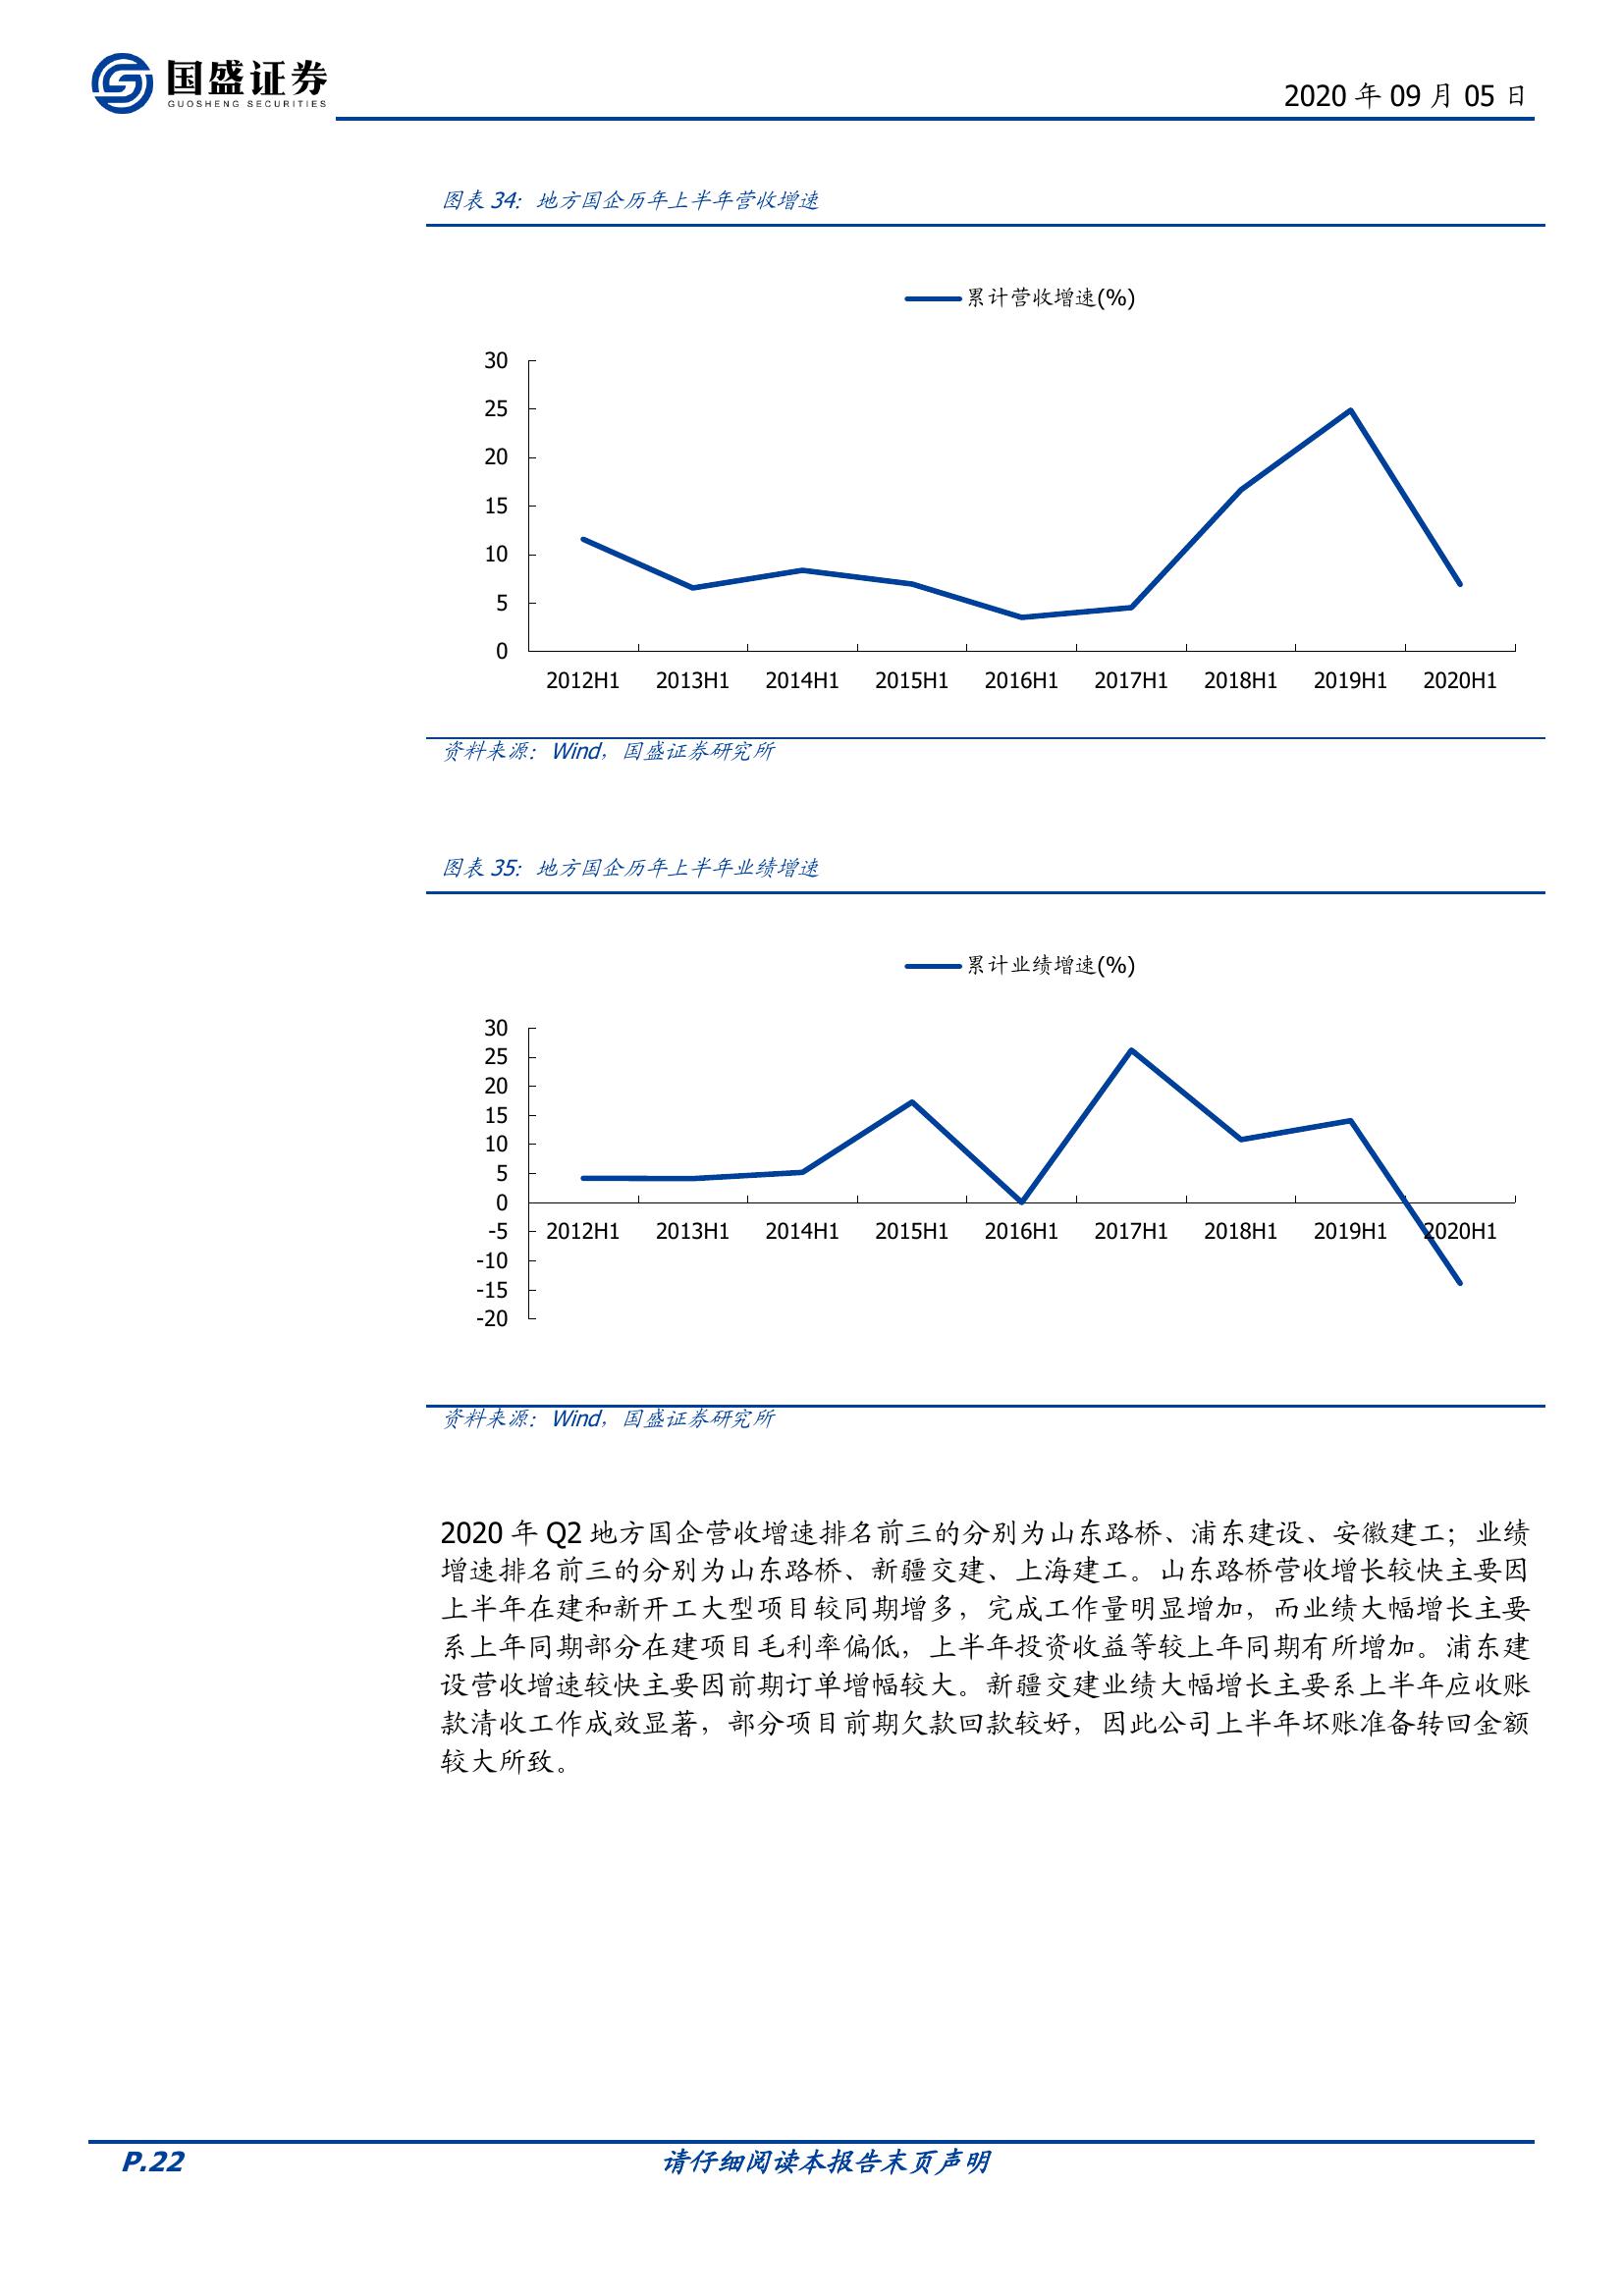 国盛证券
GUOSHENG SECURITIES
2020 年 09 月 05 日
图表 34：地方国企历年上半年营收增速
累计营收增速(%)
30
25
20
15
10
5
0
2012H1 2013H1 2014H1 2015H1 2016H1 2017H1 2018H1 2019H1 2020H1
资料来源：Wind，国盛证券研究所
图表 35：地方国企历年上半年业绩增速
累计业绩增速(%)
30
25
20
15
10
5
0
-5
-10
-15
-20
2012H1 2013H1 2014H1 2015H1 2016H1 2017H1 2018H1 2019H1 2020H1
资料来源：Wind，国盛证券研究所
2020 年 Q2 地方国企营收增速排名前三的分别为山东路桥、浦东建设、安徽建工；业绩
增速排名前三的分别为山东路桥、新疆交建、上海建工。山东路桥营收增长较快主要因
上半年在建和新开工大型项目较同期增多，完成工作量明显增加，而业绩大幅增长主要
系上年同期部分在建项目毛利率偏低，上半年投资收益等较上年同期有所增加。浦东建
设营收增速较快主要因前期订单增幅较大。新疆交建业绩大幅增长主要系上半年应收账
款清收工作成效显著，部分项目前期欠款回款较好，因此公司上半年坏账准备转回金额
较大所致。
P.22
请仔细阅读本报告末页声明